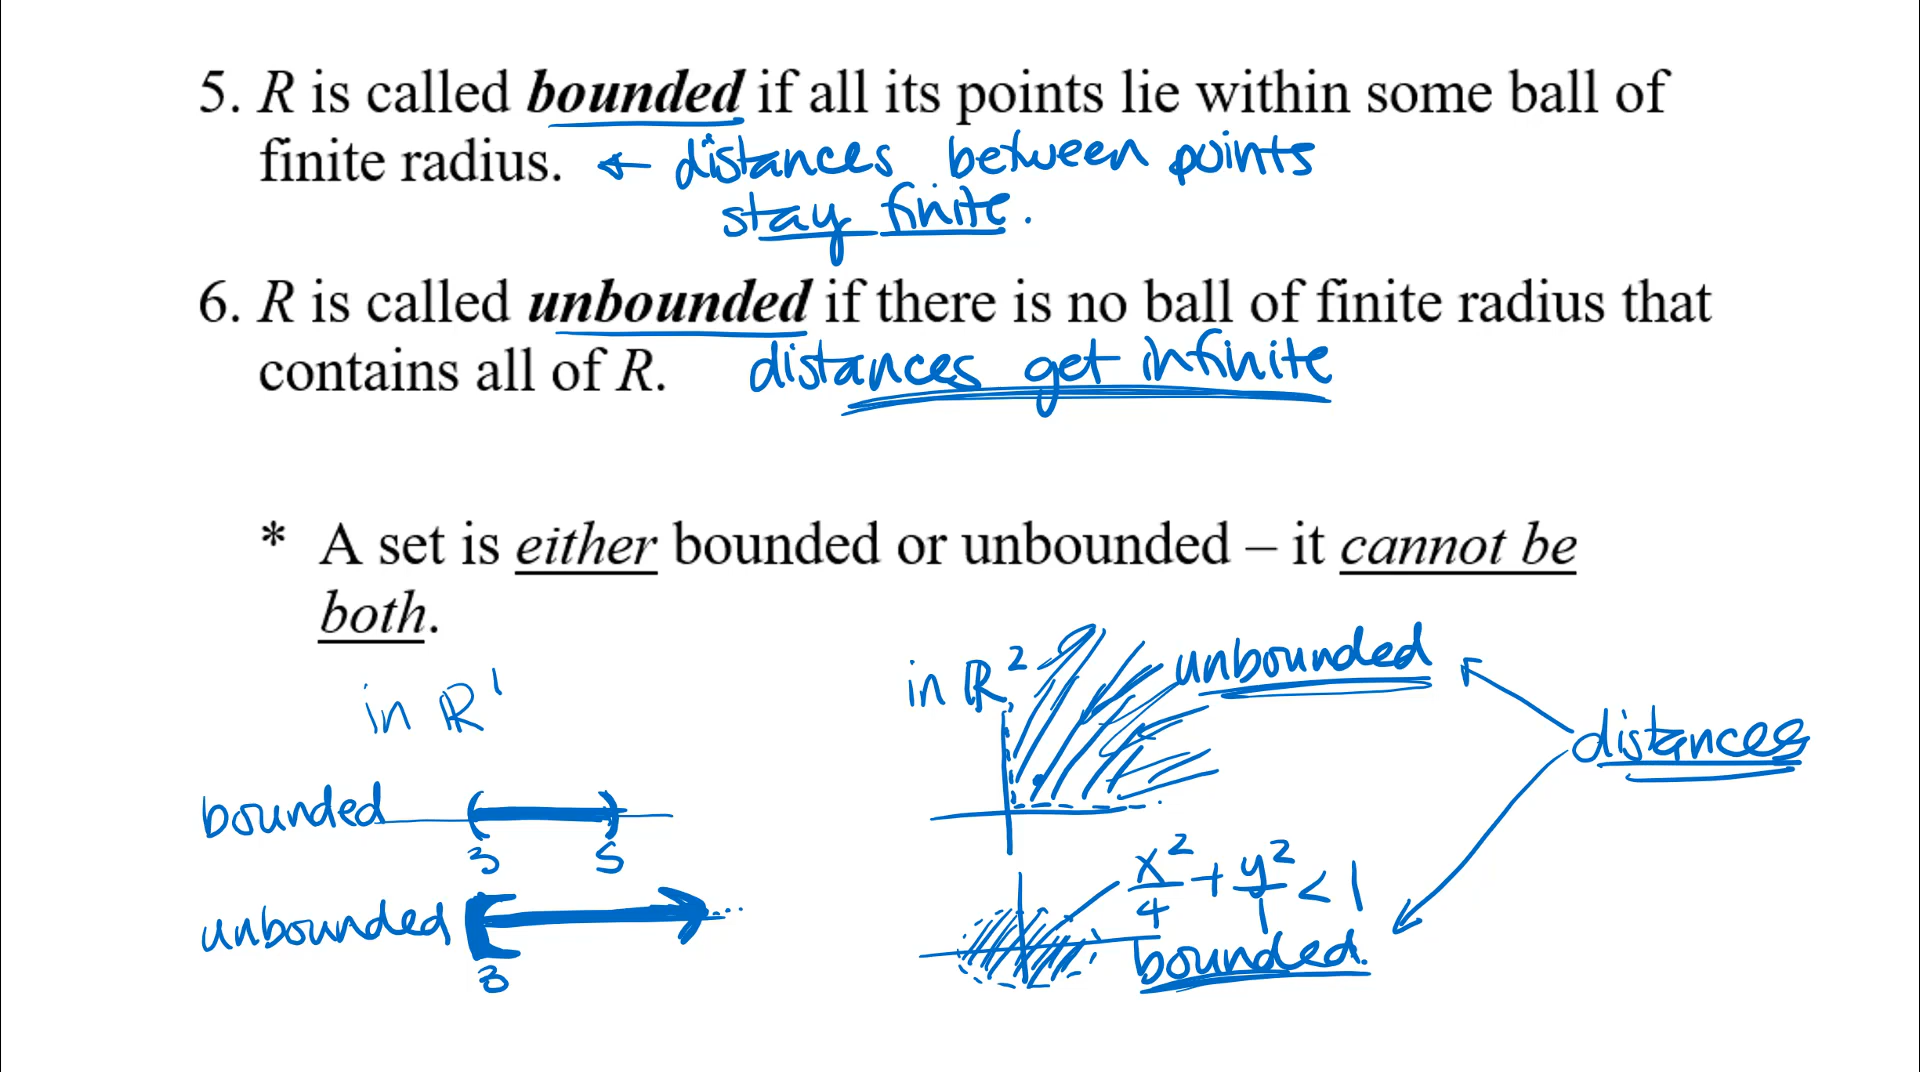 5. R is called bounded if all its points lie within some ball of
finite radius. ← distances between points
stay finite.
6. R is called unbounded if there is no ball of finite radius that
contains all of R. distances get infinite
* A set is either bounded or unbounded – it cannot be
both.
in ℝ¹
bounded
3 5
unbounded
3
in ℝ² unbounded
distances
x²/4 + y²/1 < 1
bounded.